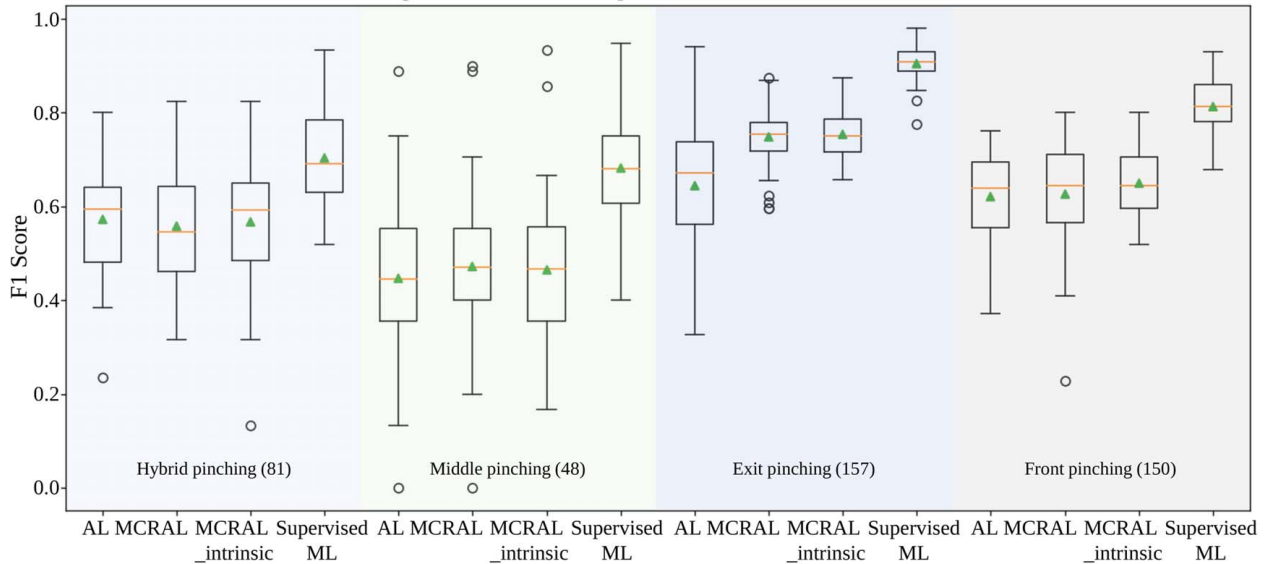 1.0
0.8
0.6
0.4
0.2
0.0
F1 Score
Hybrid pinching (81)
Middle pinching (48)
Exit pinching (157)
Front pinching (150)
AL MCRAL MCRAL Supervised AL MCRAL MCRAL Supervised AL MCRAL MCRAL Supervised AL MCRAL MCRAL Supervised
_intrinsic ML _intrinsic ML _intrinsic ML _intrinsic ML